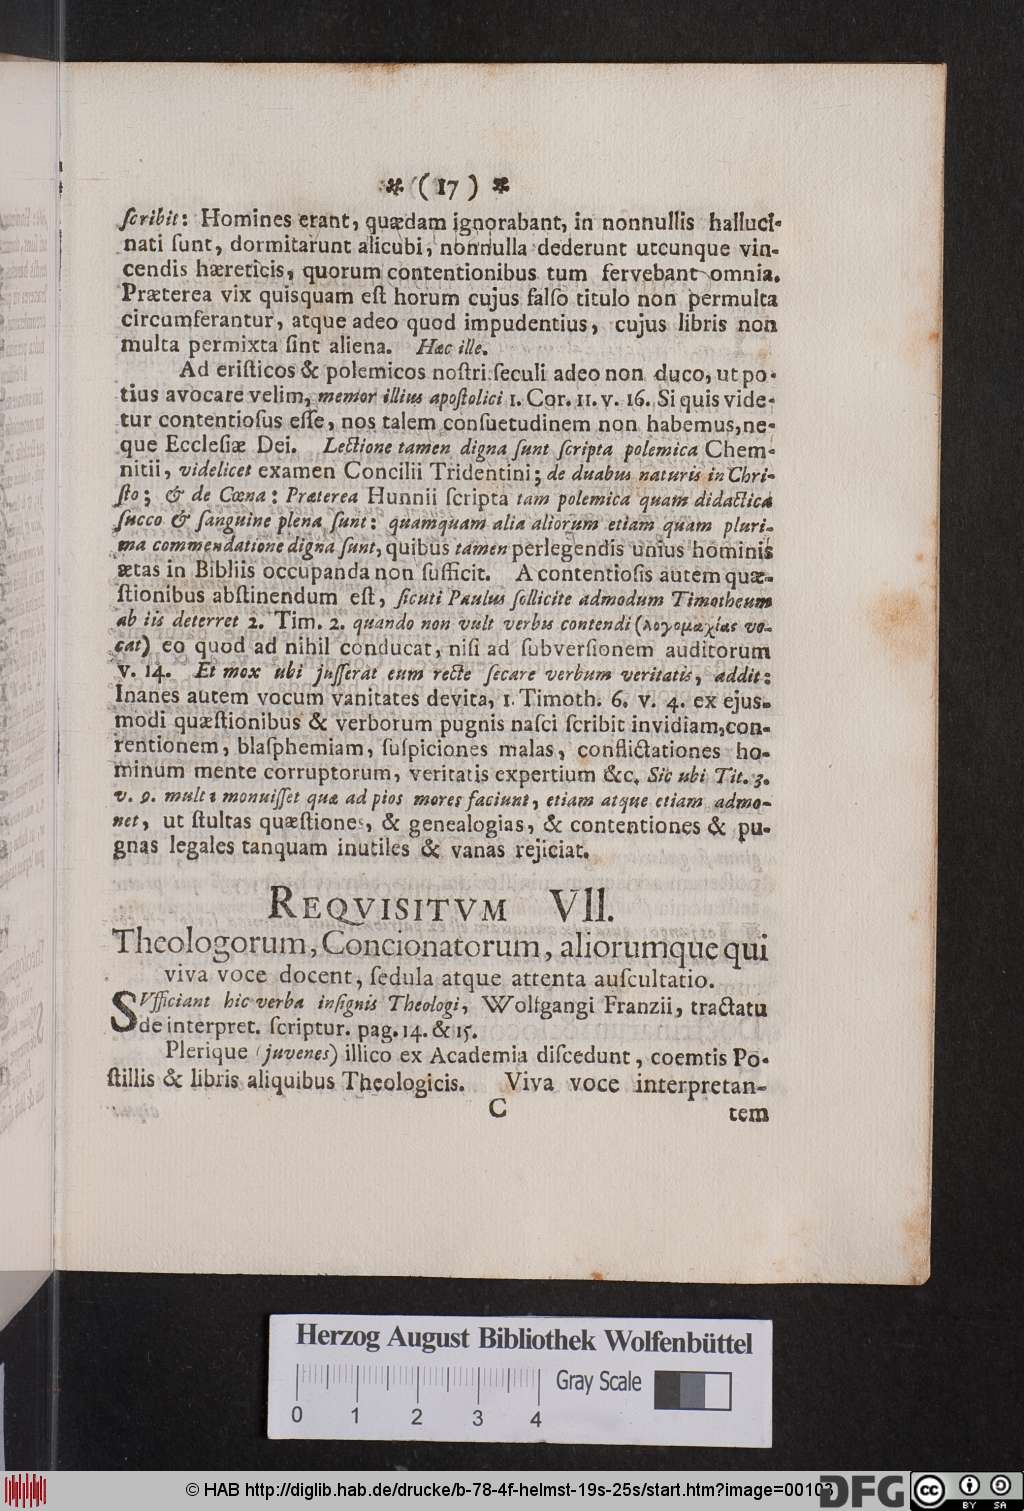 * ( 17 ) *
ſcribit: Homines erant, quædam ignorabant, in nonnullis halluci-
nati ſunt, dormitarunt alicubi, nonnulla dederunt utcunque vin-
cendis hæreticis, quorum contentionibus tum fervebant omnia.
Præterea vix quisquam eſt horum cujus falſo titulo non permulta
circumferantur, atque adeo quod impudentius, cujus libris non
multa permixta ſint aliena. Hæc ille.
Ad eriſticos & polemicos noſtri ſeculi adeo non duco, ut po-
tius avocare velim, memor illius apoſtolici 1. Cor. 11. v. 16. Si quis vide-
tur contentioſus eſſe, nos talem conſuetudinem non habemus, ne-
que Eccleſiæ Dei. Lectione tamen digna ſunt ſcripta polemica Chem-
nitii, videlicet examen Concilii Tridentini; de duabus naturis in Chri-
ſto; & de Cœna: Præterea Hunnii ſcripta tam polemica quam didactica
ſucco & ſanguine plena ſunt: quamquam alia aliorum etiam quam pluri-
ma commendatione digna ſunt, quibus tamen perlegendis unius hominis
ætas in Bibliis occupanda non ſufficit. A contentioſis autem quæ-
ſtionibus abſtinendum eſt, ſicuti Paulus ſollicite admodum Timotheum
ab iis deterret 2. Tim. 2. quando non vult verbis contendi (λογομαχίας vo-
cat) eo quod ad nihil conducat, niſi ad ſubverſionem auditorum
v. 14. Et mox ubi juſſerat eum recte ſecare verbum veritatis, addit:
Inanes autem vocum vanitates devita, 1. Timoth. 6. v. 4. ex ejus-
modi quæſtionibus & verborum pugnis naſci ſcribit invidiam, con-
tentionem, blaſphemiam, ſuſpiciones malas, conflictationes ho-
minum mente corruptorum, veritatis expertium &c. Sic ubi Tit. 3.
v. 9. multa monuiſſet quæ ad pios mores faciunt, etiam atque etiam admo-
net, ut ſtultas quæſtiones, & genealogias, & contentiones & pu-
gnas legales tanquam inutiles & vanas rejiciat.
REQVISITVM VII.
Theologorum, Concionatorum, aliorumque qui
viva voce docent, ſedula atque attenta auſcultatio.
SUfficiant hic verba inſignis Theologi, Wolfgangi Franzii, tractatu
de interpret. ſcriptur. pag. 14. & 15.
Plerique (juvenes) illico ex Academia diſcedunt, coemtis Po-
ſtillis & libris aliquibus Theologicis. Viva voce interpretan-
C tem
Herzog August Bibliothek Wolfenbüttel
Gray Scale
0 1 2 3 4
© HAB http://diglib.hab.de/drucke/b-78-4f-helmst-19s-25s/start.htm?image=00103
DFG
cc BY SA